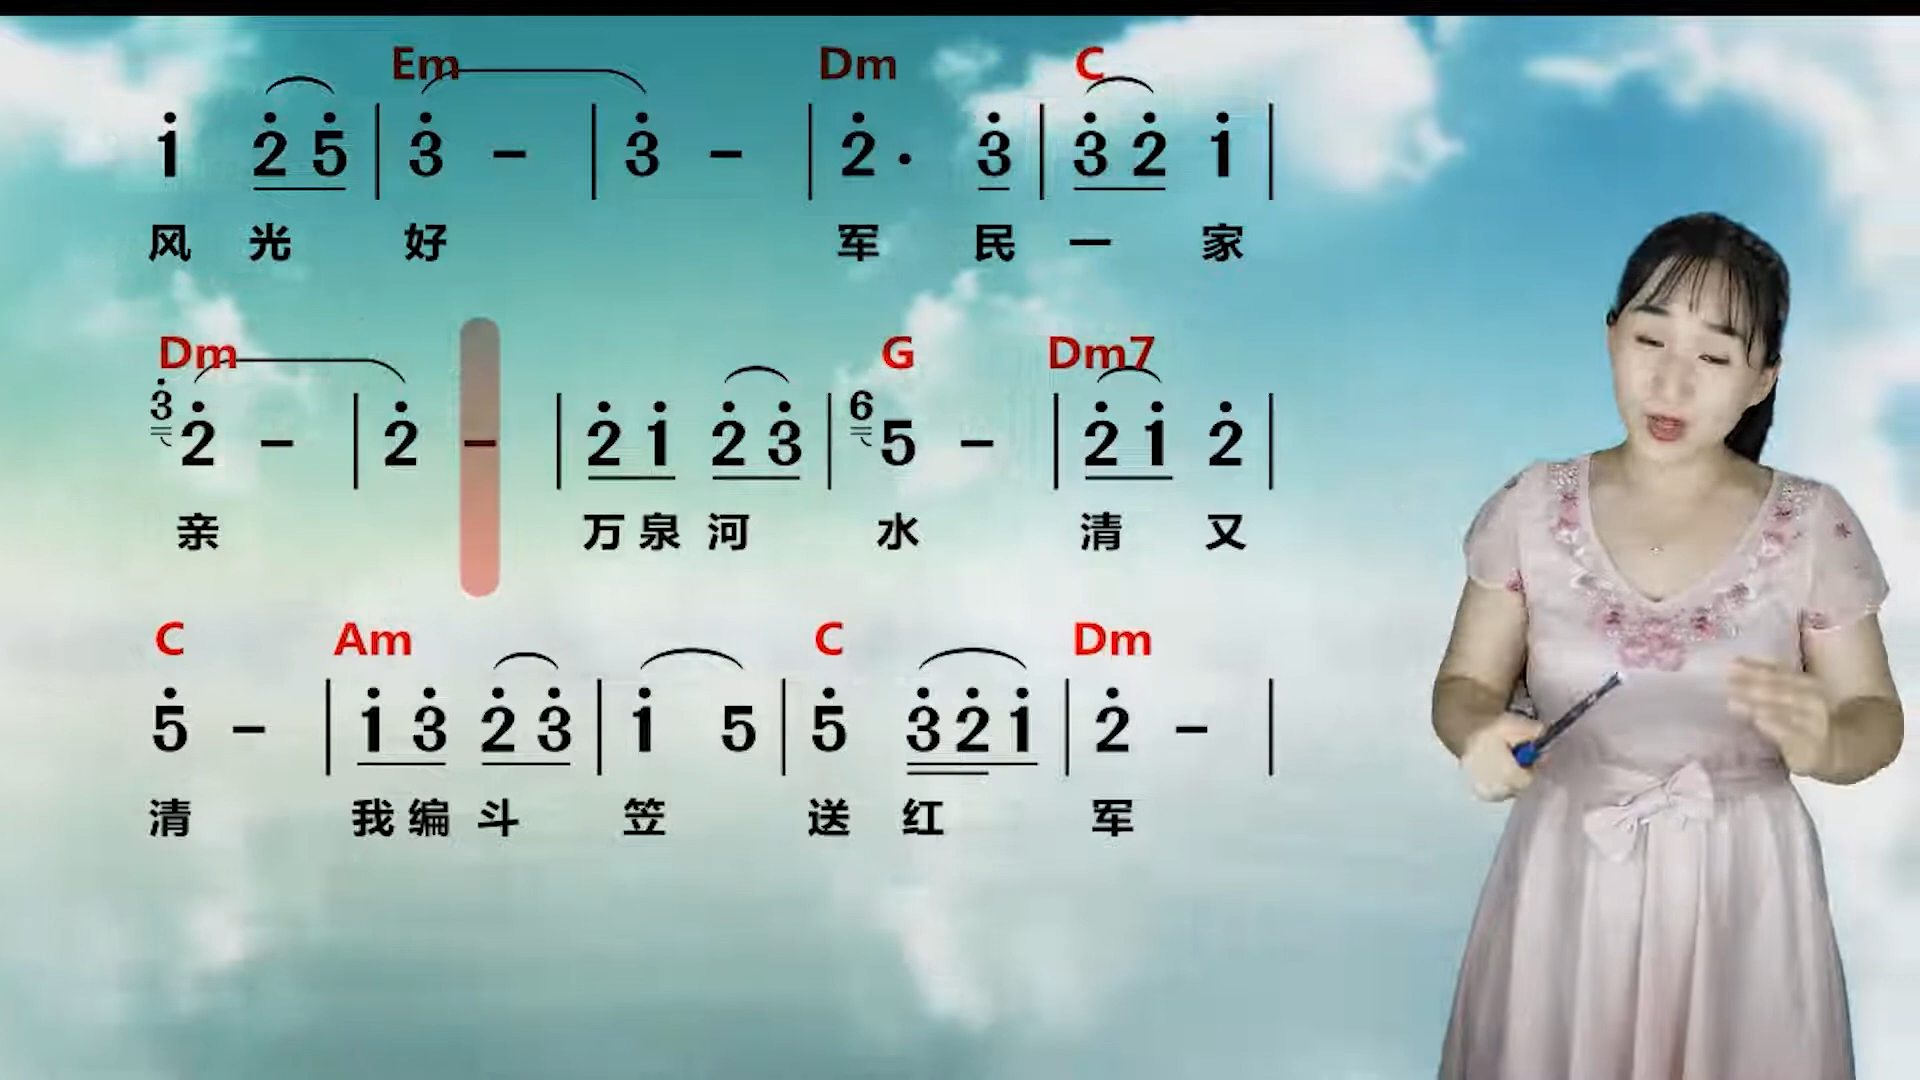 Em Dm C
1 2 5 | 3 - | 3 - | 2 · 3 | 3 2 1 |
风 光 好 军 民 一 家
Dm G Dm7
3 2 - | 2 - | 2 1 2 3 | 6 5 - | 2 1 2 |
亲 万 泉 河 水 清 又
C Am C Dm
5 - | 1 3 2 3 | 1 5 | 5 3 2 1 | 2 - |
清 我 编 斗 笠 送 红 军